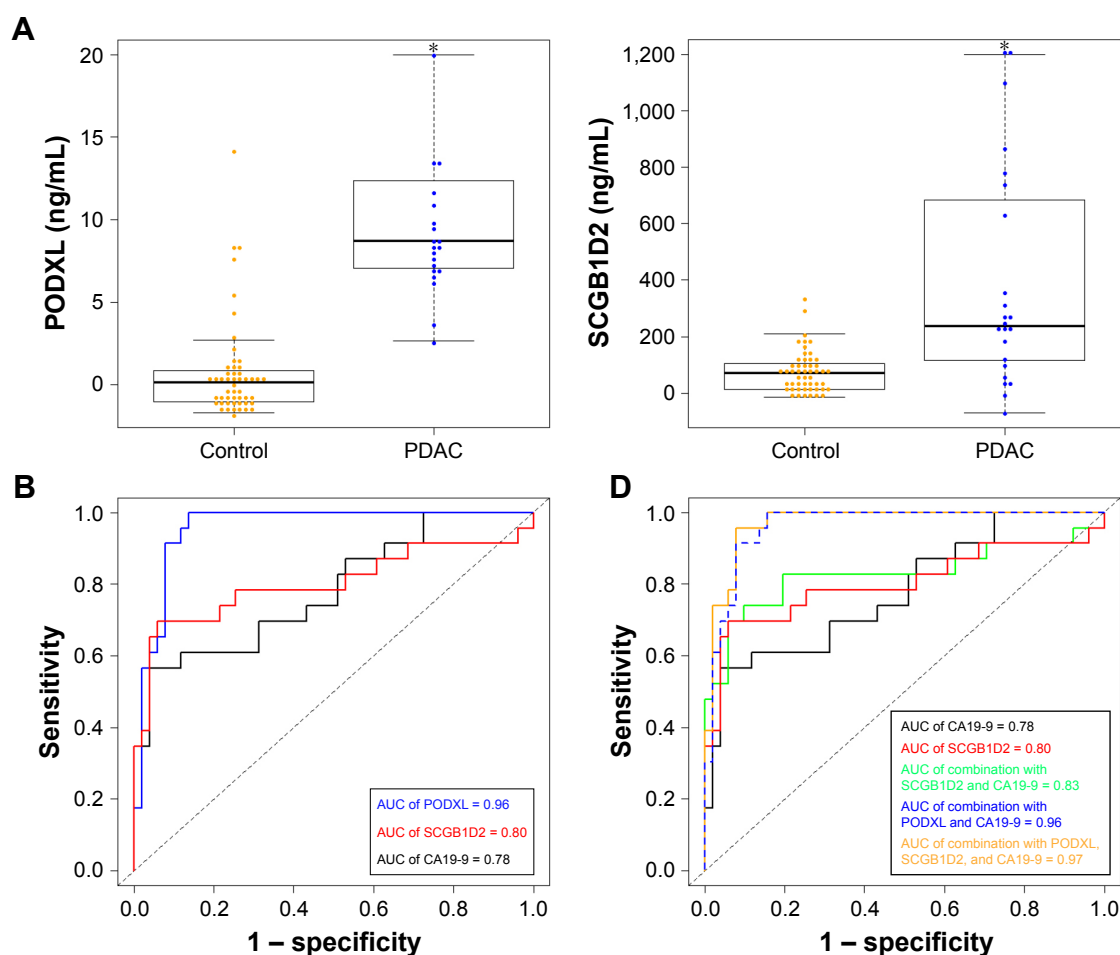 A
PODXL (ng/mL)
20
15
10
5
0
*
Control
PDAC
SCGB1D2 (ng/mL)
1,200
1,000
800
600
400
200
0
*
Control
PDAC
B
Sensitivity
1.0
0.8
0.6
0.4
0.2
0.0
AUC of PODXL = 0.96
AUC of SCGB1D2 = 0.80
AUC of CA19-9 = 0.78
0.0
0.2
0.4
0.6
0.8
1.0
1 – specificity
D
Sensitivity
1.0
0.8
0.6
0.4
0.2
0.0
AUC of CA19-9 = 0.78
AUC of SCGB1D2 = 0.80
AUC of combination with
SCGB1D2 and CA19-9 = 0.83
AUC of combination with
PODXL and CA19-9 = 0.96
AUC of combination with PODXL,
SCGB1D2, and CA19-9 = 0.97
0.0
0.2
0.4
0.6
0.8
1.0
1 – specificity